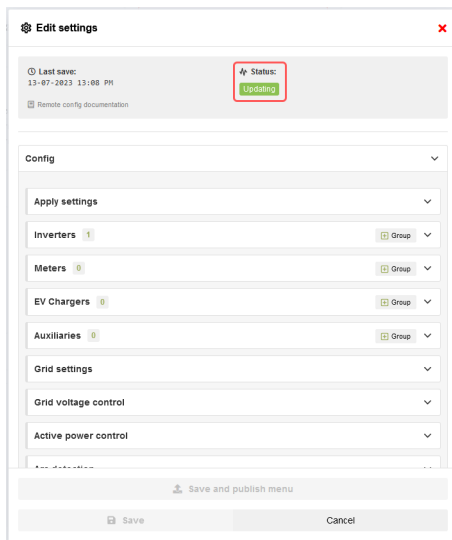 Edit settings
Last save:
13-07-2023 13:08 PM
Remote config documentation
Status:
Updating
Config
Apply settings
Inverters 1 Group
Meters 0 Group
EV Chargers 0 Group
Auxiliaries 0 Group
Grid settings
Grid voltage control
Active power control
Save and publish menu
Save Cancel